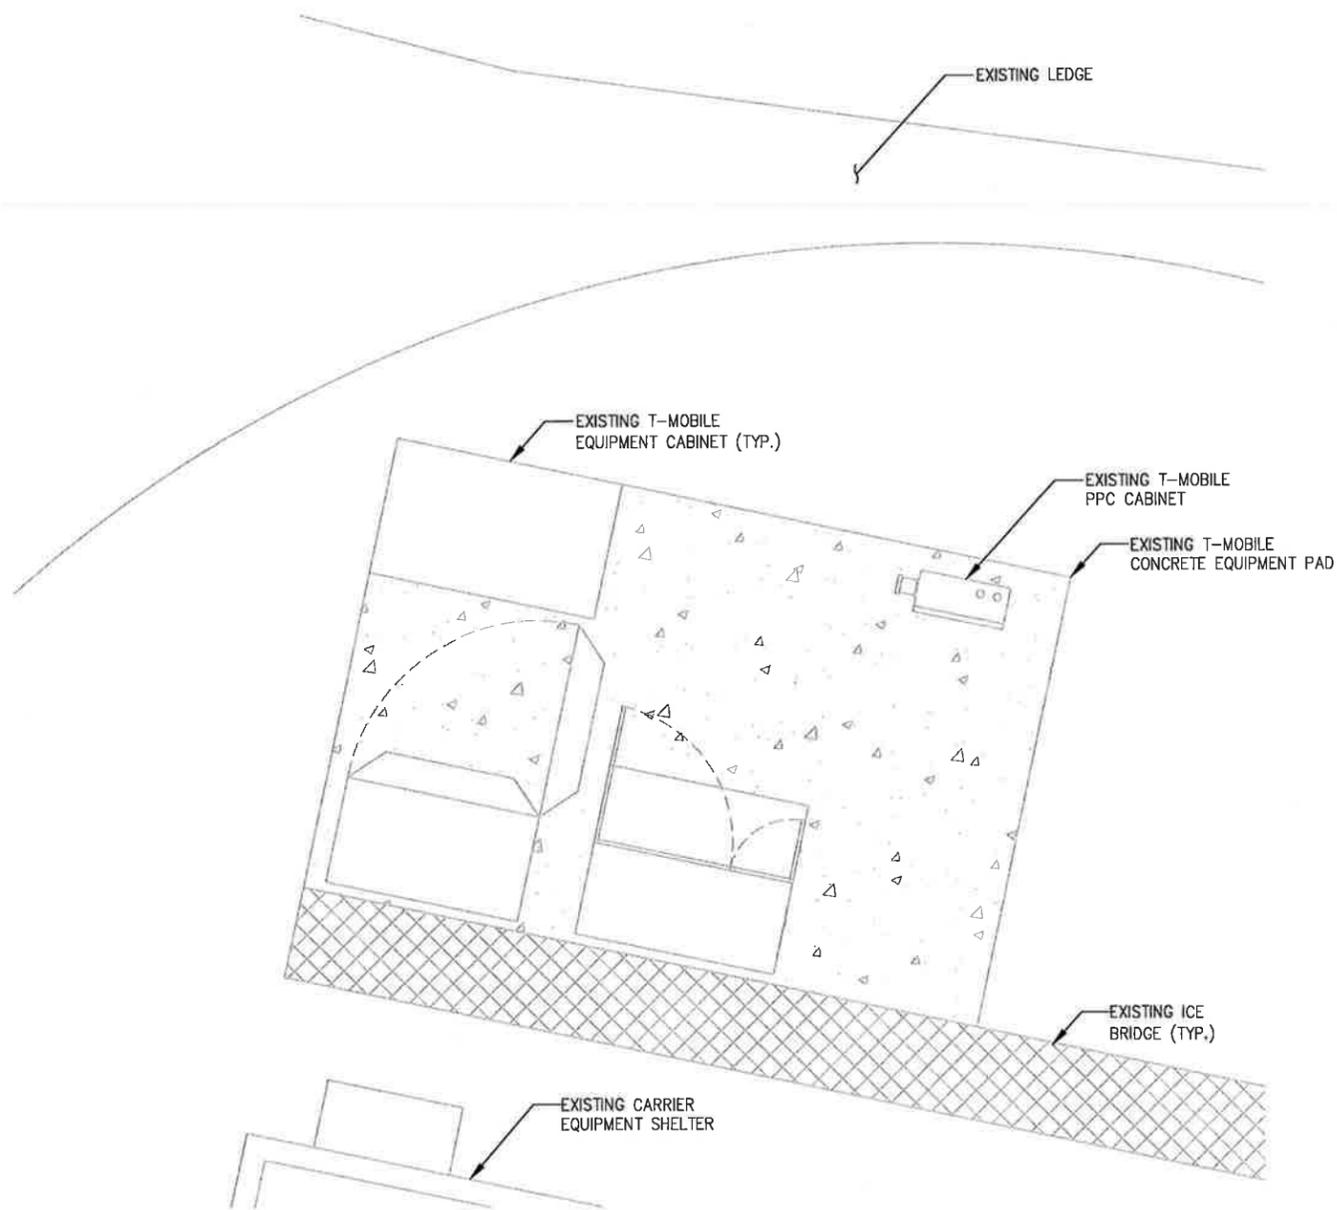 EXISTING LEDGE
EXISTING T-MOBILE
EQUIPMENT CABINET (TYP.)
EXISTING T-MOBILE
PPC CABINET
EXISTING T-MOBILE
CONCRETE EQUIPMENT PAD
EXISTING ICE
BRIDGE (TYP.)
EXISTING CARRIER
EQUIPMENT SHELTER